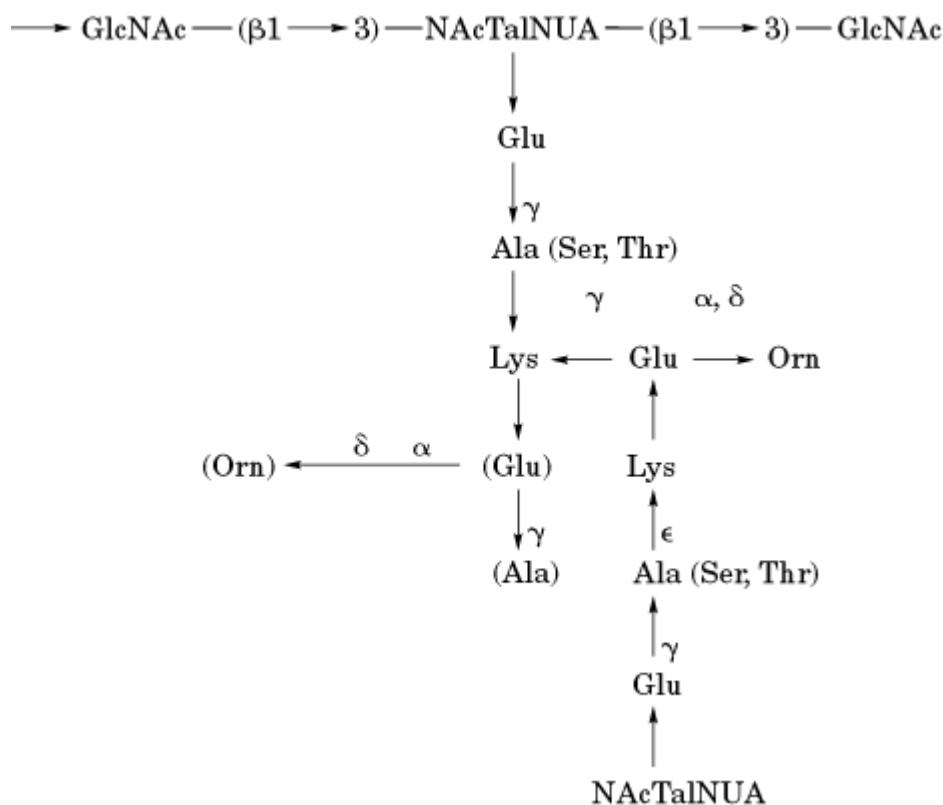 → GlcNAc — (β1 → 3) — NAcTalNUA — (β1 → 3) — GlcNAc
Glu
γ
Ala (Ser, Thr)
γ α, δ
Lys ← Glu → Orn
(Orn) ← δ α (Glu) Lys
γ ϵ
(Ala) Ala (Ser, Thr)
γ
Glu
NAcTalNUA